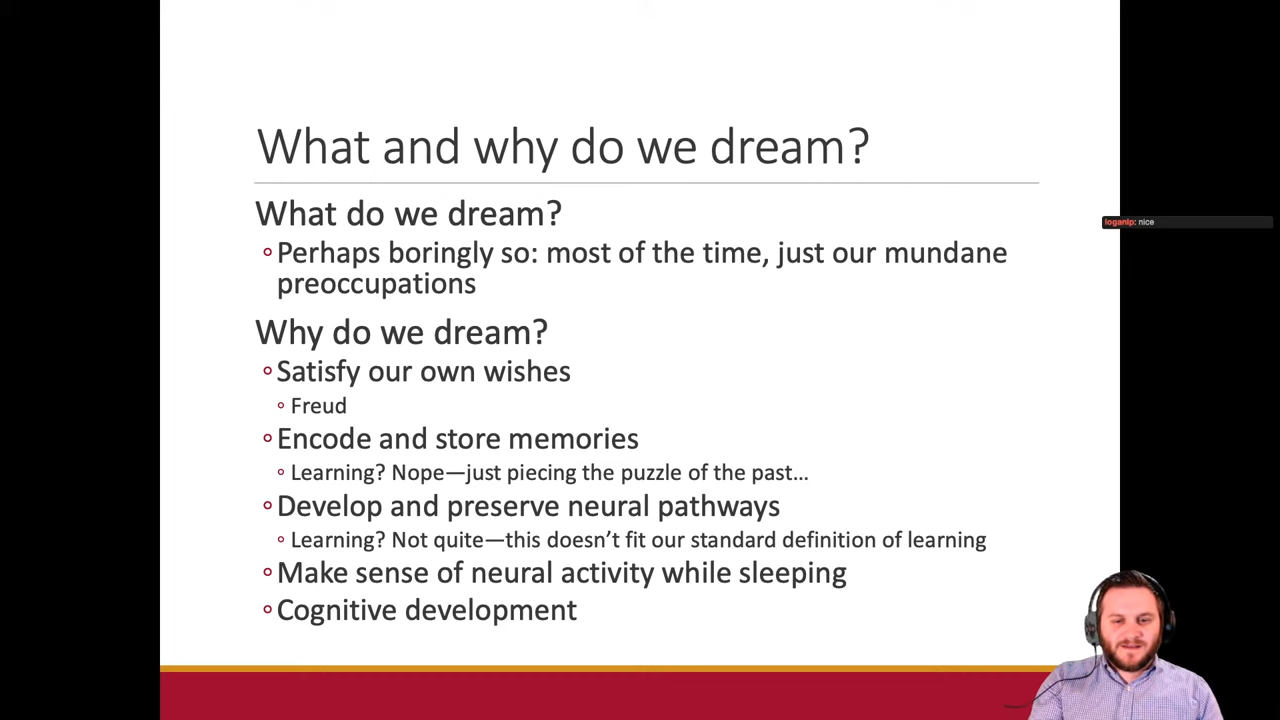 What and why do we dream?
What do we dream?
Perhaps boringly so: most of the time, just our mundane
preoccupations
Why do we dream?
Satisfy our own wishes
Freud
Encode and store memories
Learning? Nope—just piecing the puzzle of the past…
Develop and preserve neural pathways
Learning? Not quite—this doesn’t fit our standard definition of learning
Make sense of neural activity while sleeping
Cognitive development
loganlp: nice